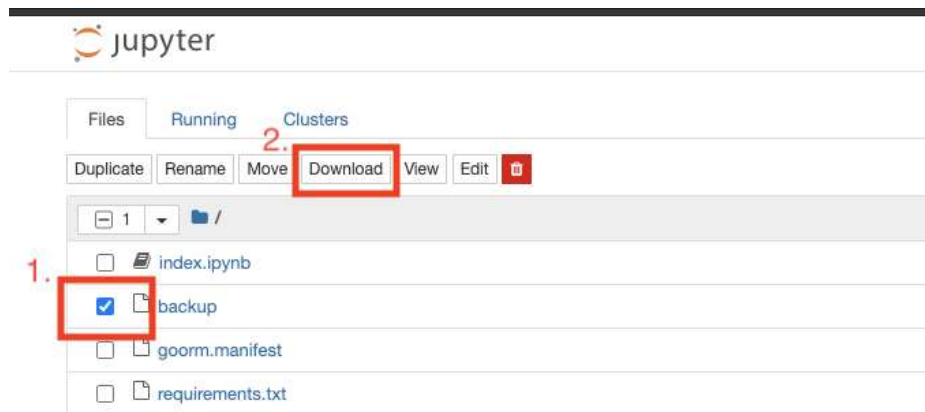 jupyter
Files Running Clusters
2.
Duplicate Rename Move Download View Edit
1 /
index.ipynb
1.
backup
goorm.manifest
requirements.txt